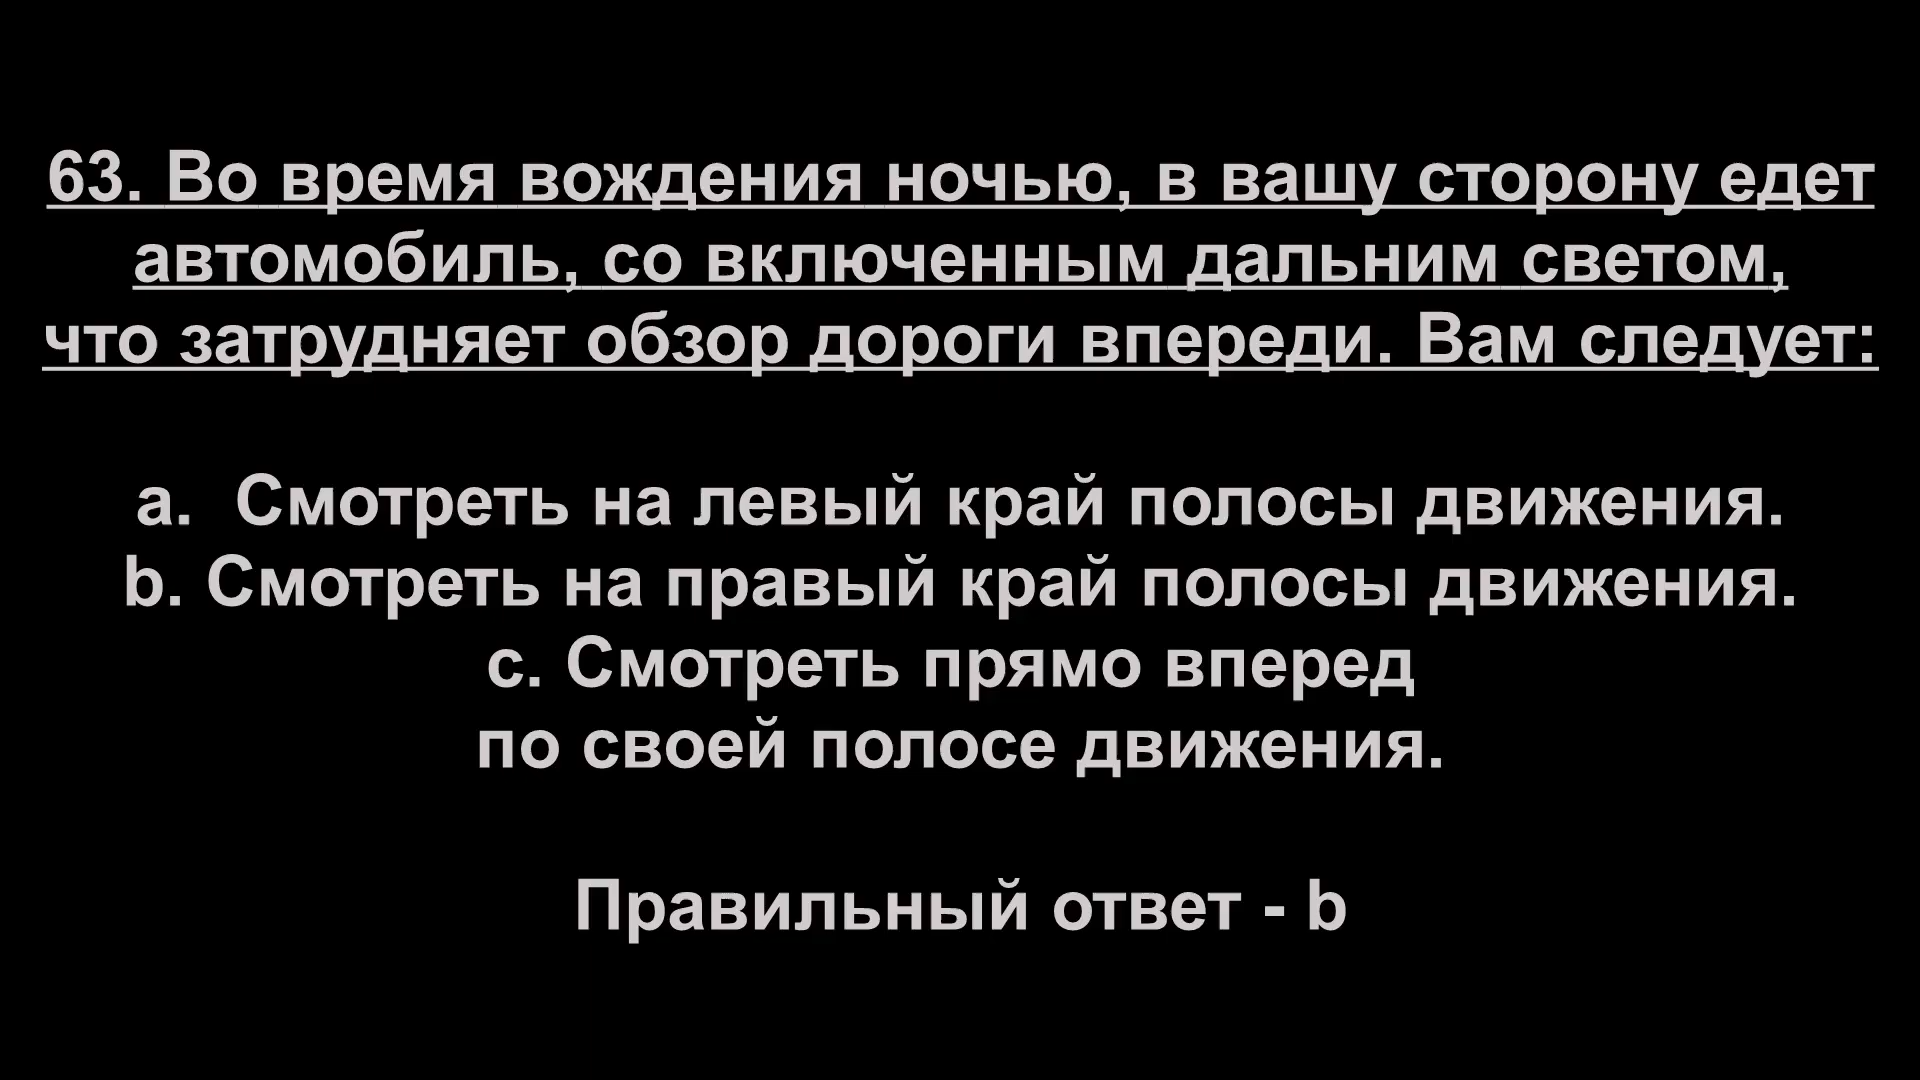 63. Во время вождения ночью, в вашу сторону едет
автомобиль, со включенным дальним светом,
что затрудняет обзор дороги впереди. Вам следует:
a. Смотреть на левый край полосы движения.
b. Смотреть на правый край полосы движения.
c. Смотреть прямо вперед
по своей полосе движения.
Правильный ответ - b